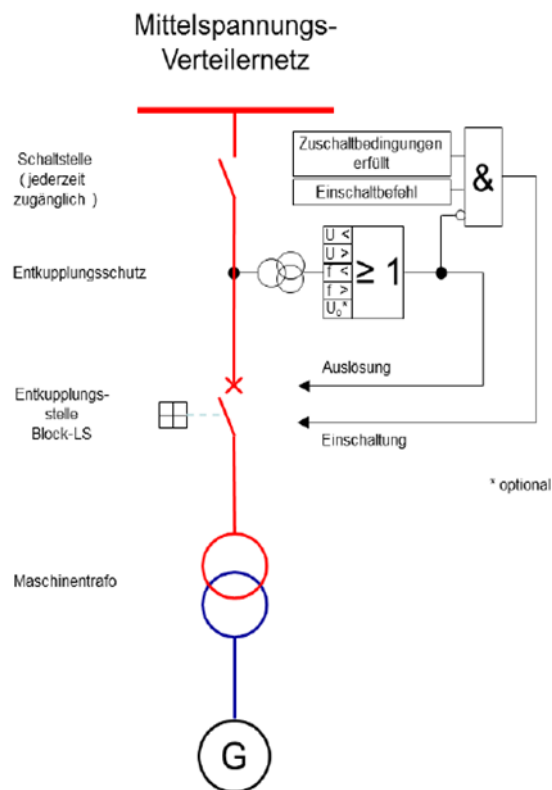 Mittelspannungs-
Verteilernetz
Schaltstelle
( jederzeit
zugänglich )
Zuschaltbedingungen
erfüllt
Einschaltbefehl
&
Entkupplungsschutz
U <
U >
f <
f >
U₀*
≥ 1
Auslösung
Entkupplungs-
stelle
Block-LS
Einschaltung
* optional
Maschinentrafo
G